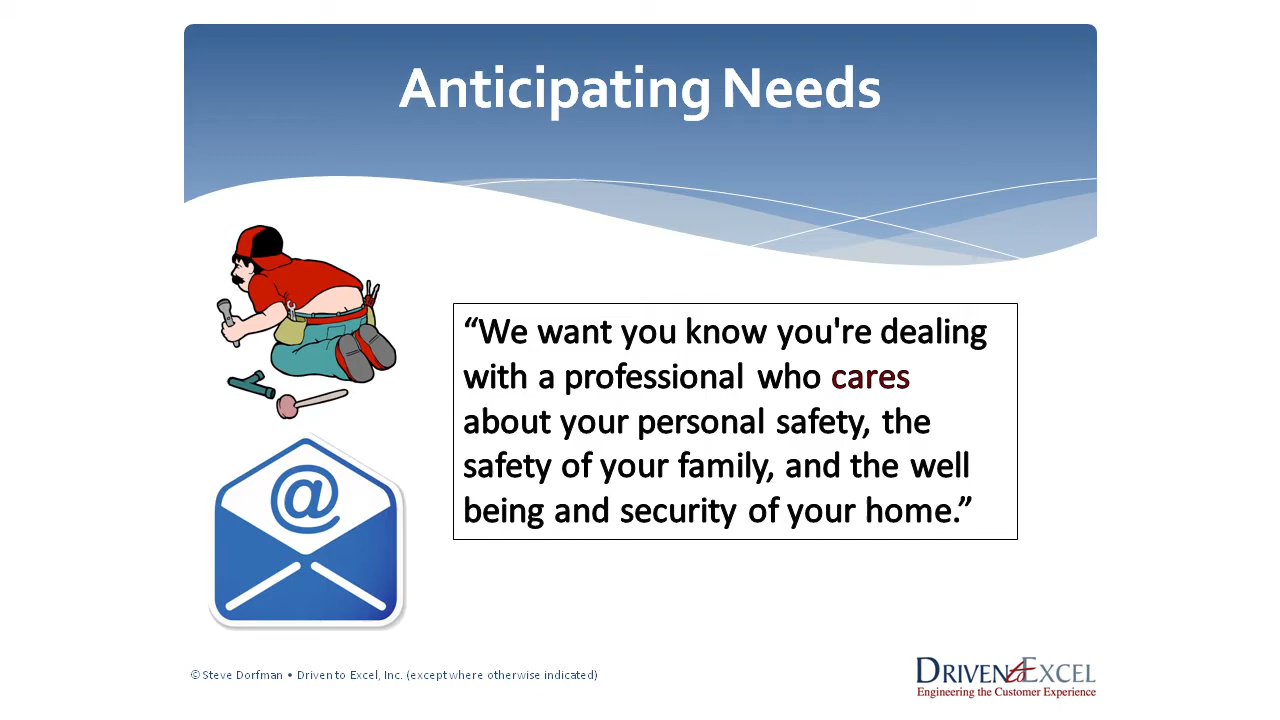 Anticipating Needs
“We want you know you're dealing
with a professional who cares
about your personal safety, the
safety of your family, and the well
being and security of your home.”
@
© Steve Dorfman • Driven to Excel, Inc. (except where otherwise indicated)
DRIVEN to EXCEL
Engineering the Customer Experience